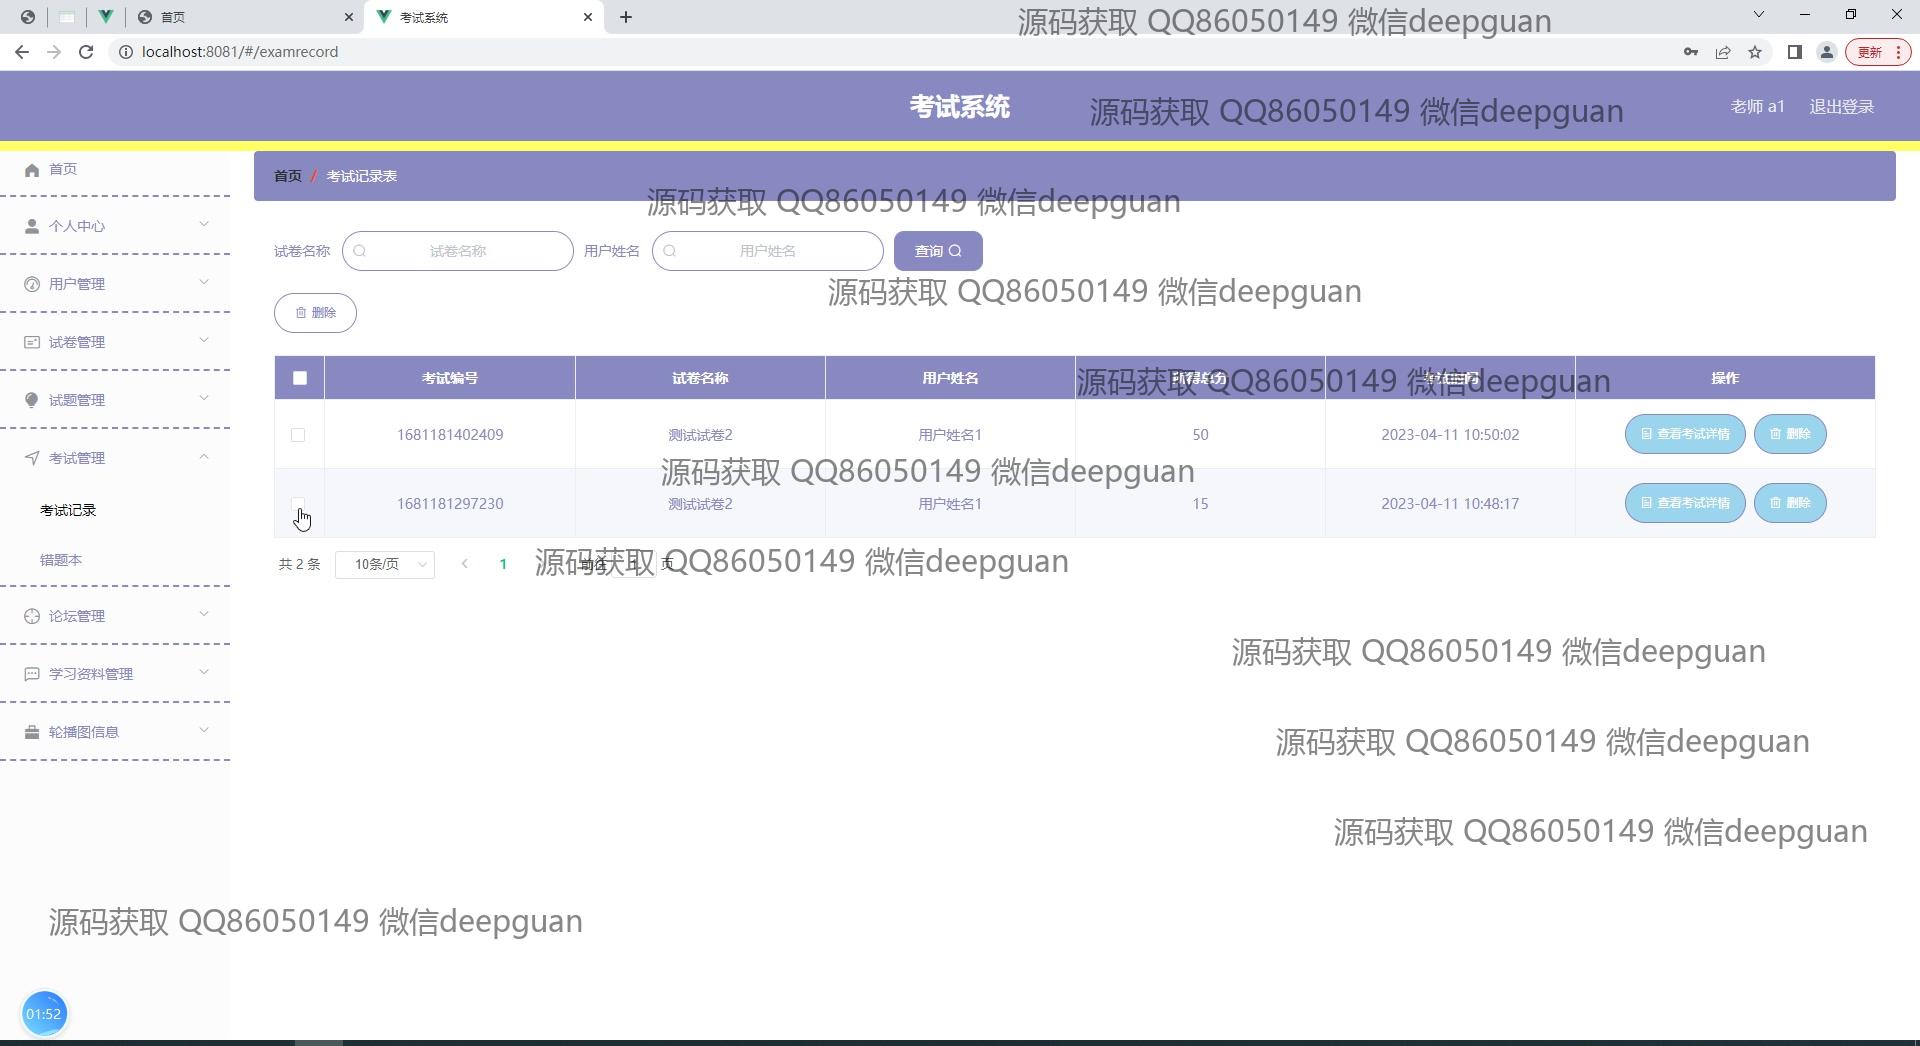 首页
考试系统
源码获取 QQ86050149 微信deepguan
localhost:8081/#/examrecord
更新
考试系统
源码获取 QQ86050149 微信deepguan
老师 a1
退出登录
首页
个人中心
用户管理
试卷管理
试题管理
考试管理
考试记录
错题本
论坛管理
学习资料管理
轮播图信息
首页 / 考试记录表
源码获取 QQ86050149 微信deepguan
试卷名称 试卷名称 用户姓名 用户姓名 查询
源码获取 QQ86050149 微信deepguan
删除
考试编号 试卷名称 用户姓名 所得总分 考试时间 操作
源码获取 QQ86050149 微信deepguan
1681181402409 测试试卷2 用户姓名1 50 2023-04-11 10:50:02 查看考试详情 删除
源码获取 QQ86050149 微信deepguan
1681181297230 测试试卷2 用户姓名1 15 2023-04-11 10:48:17 查看考试详情 删除
共 2 条 10条/页 1 前往 1 页
源码获取 QQ86050149 微信deepguan
源码获取 QQ86050149 微信deepguan
源码获取 QQ86050149 微信deepguan
源码获取 QQ86050149 微信deepguan
源码获取 QQ86050149 微信deepguan
01:52